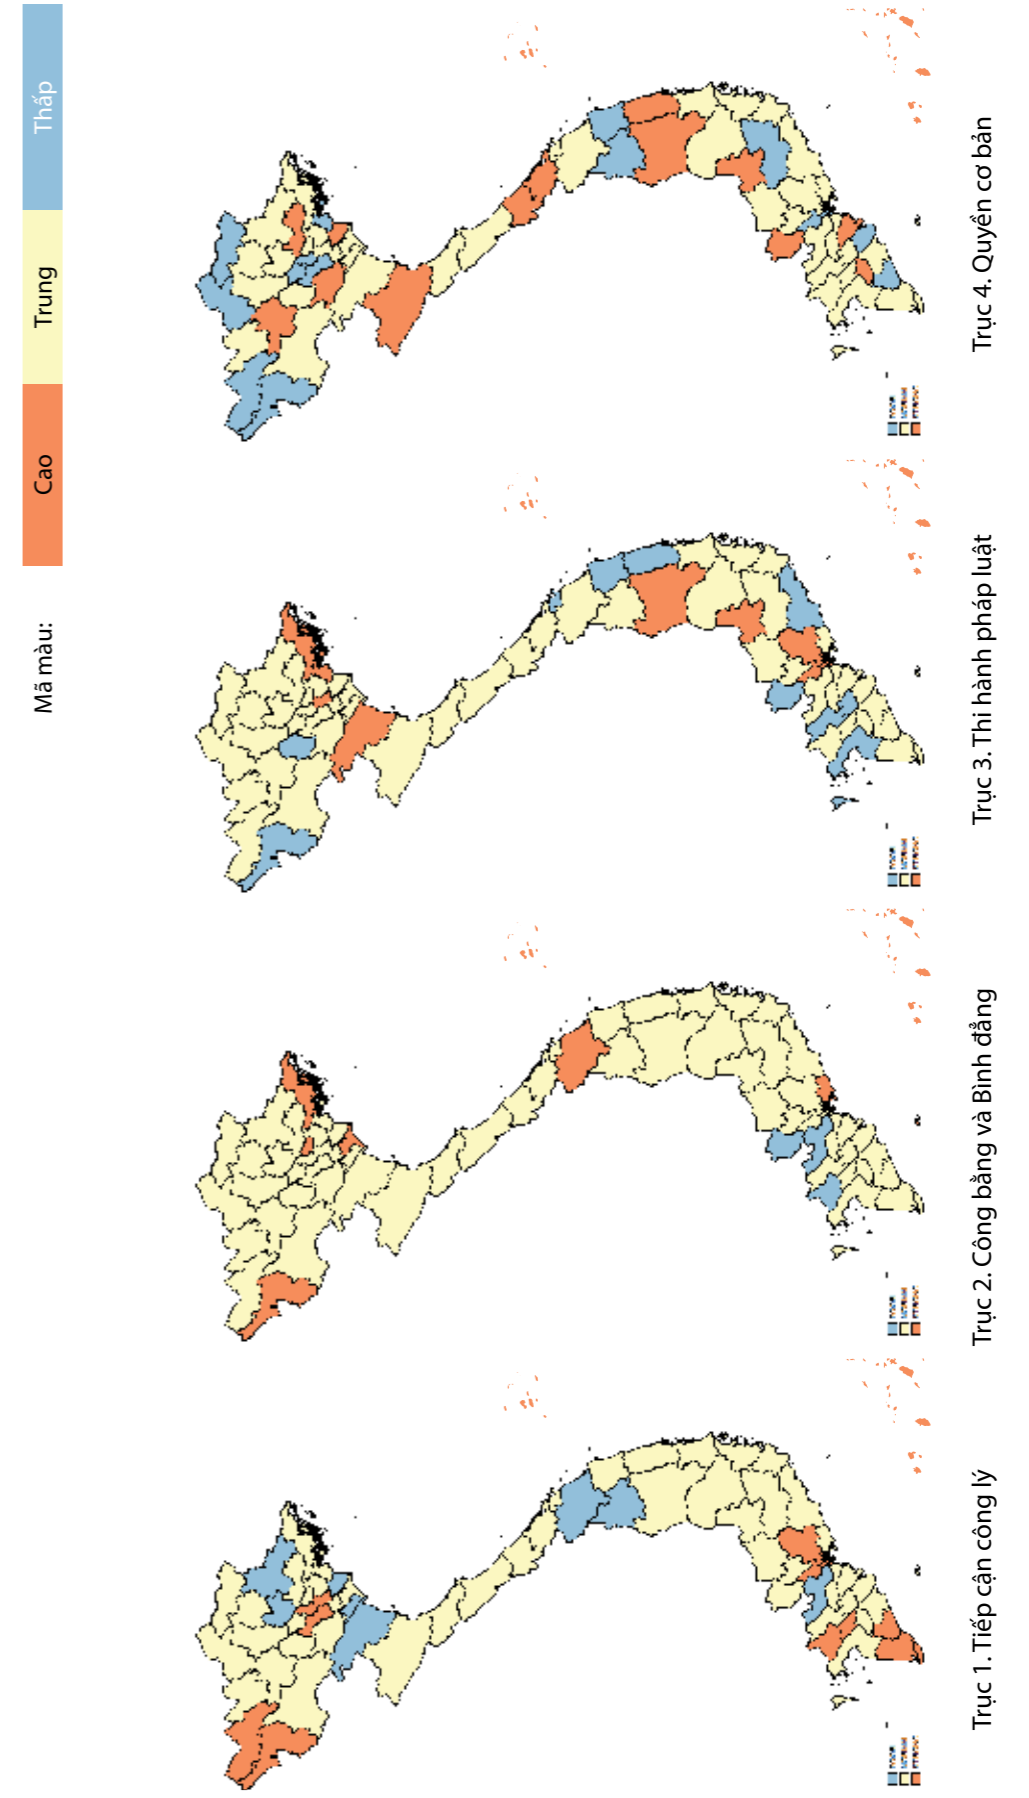 Mã màu:
Cao
Trung
Thấp
Trục 1. Tiếp cận công lý
Trục 2. Công bằng và Bình đẳng
Trục 3. Thi hành pháp luật
Trục 4. Quyền cơ bản